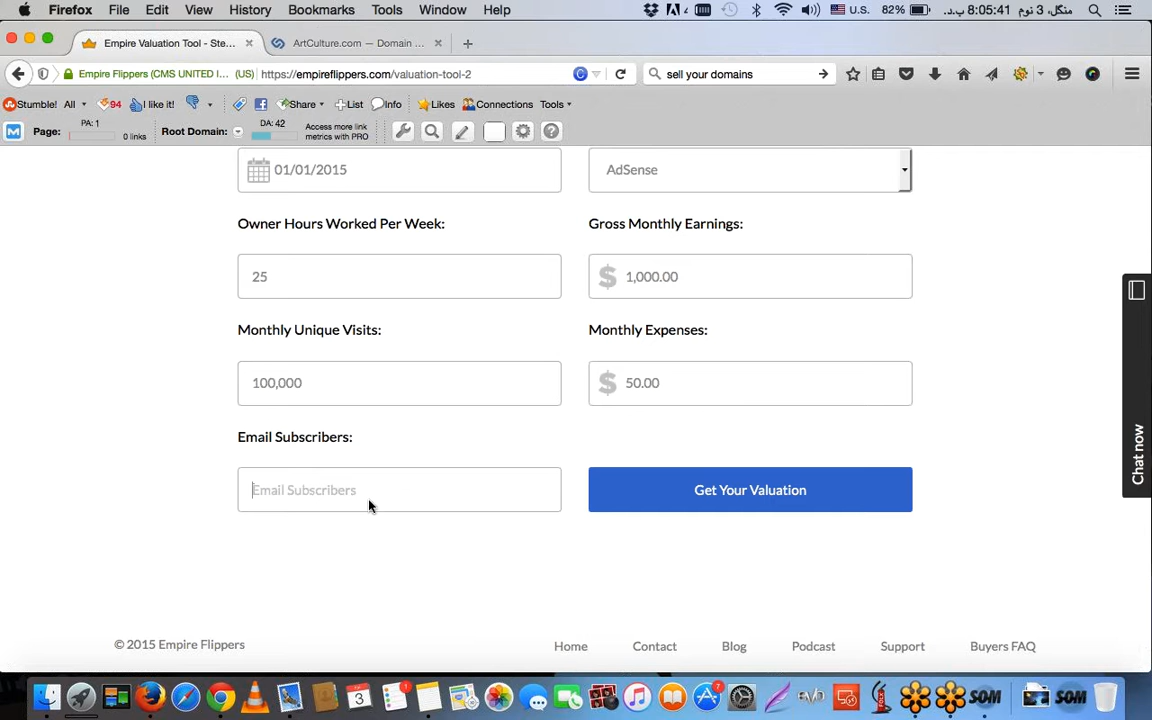 Firefox File Edit View History Bookmarks Tools Window Help U.S. 82% منگل، 3 نوم 8:05:41 ب.د.
Empire Valuation Tool - Ste... ArtCulture.com — Domain ...
Empire Flippers (CMS UNITED I... (US) https://empireflippers.com/valuation-tool-2 sell your domains
Stumble! All 94 I like it! Share List Info Likes Connections Tools
Page: PA: 1 0 links Root Domain: DA: 42 Access more link metrics with PRO
01/01/2015 AdSense
Owner Hours Worked Per Week: Gross Monthly Earnings:
25 $ 1,000.00
Monthly Unique Visits: Monthly Expenses:
100,000 $ 50.00
Email Subscribers:
Email Subscribers Get Your Valuation
Chat now
© 2015 Empire Flippers Home Contact Blog Podcast Support Buyers FAQ
3 1 7 SOM SOM